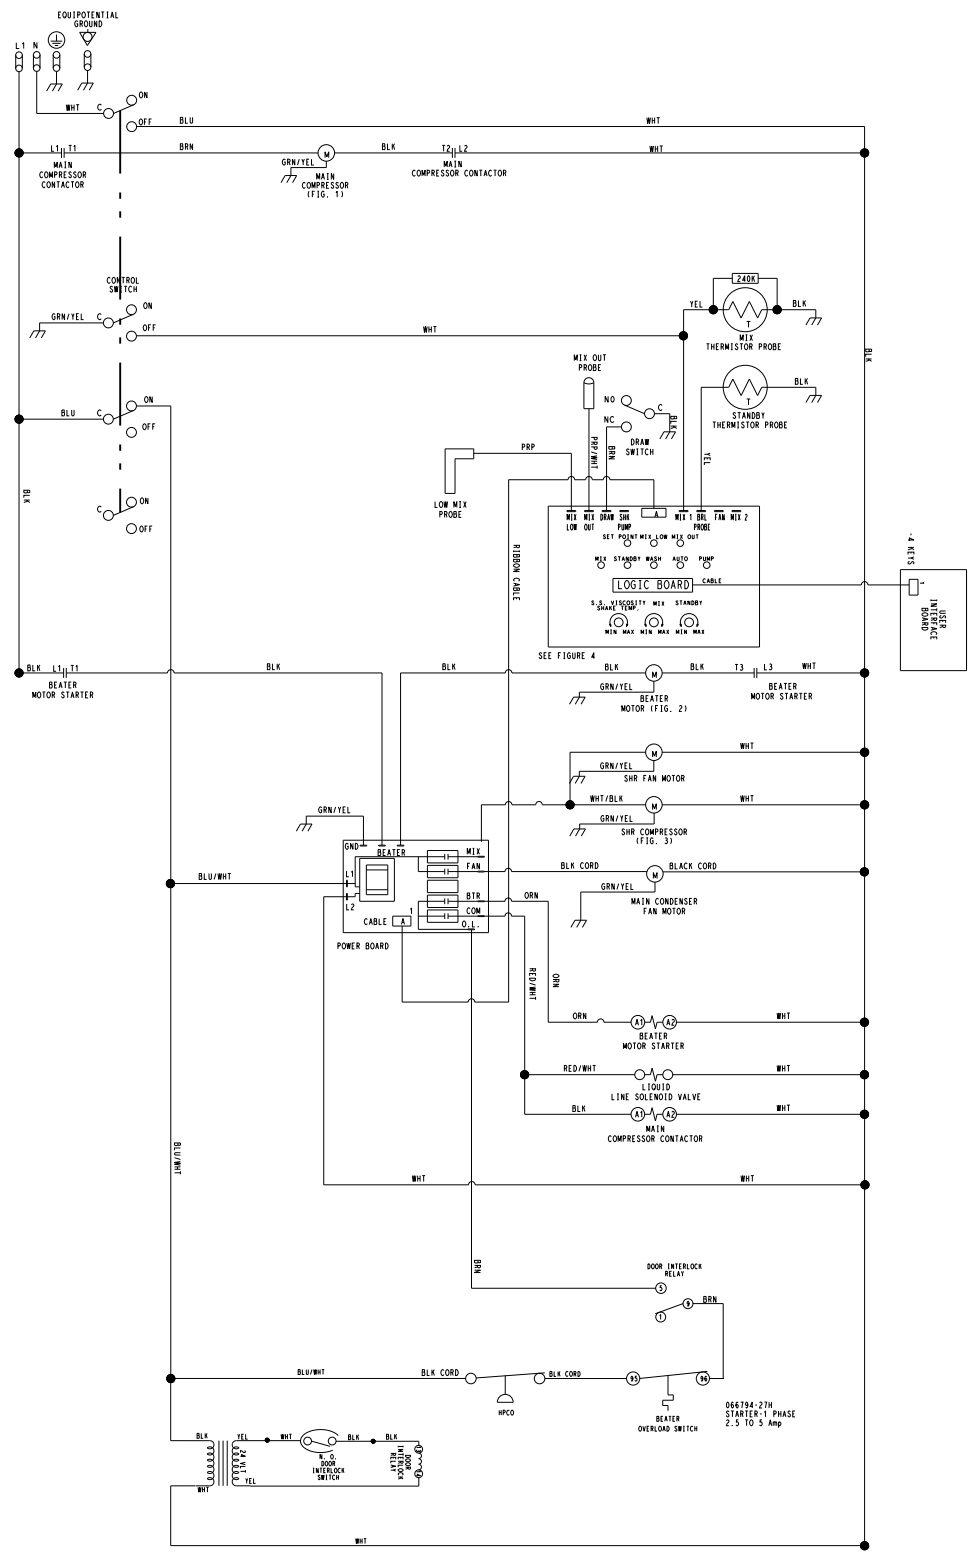 EQUIPOTENTIAL
GROUND
L1 N
WHT C ON
OFF BLU WHT
L1 T1 BRN M BLK T2 L2 WHT
GRN/YEL
MAIN
COMPRESSOR
CONTACTOR
MAIN
COMPRESSOR
(FIG. 1)
MAIN
COMPRESSOR CONTACTOR
CONTROL
SWITCH
240K
YEL BLK
T
MIX
THERMISTOR PROBE
ON
GRN/YEL C
OFF WHT
BLK
MIX OUT
PROBE
BLK
T
STANDBY
THERMISTOR PROBE
BLU C ON
OFF
NO
C
NC
BLK
DRAW
SWITCH
PRP
PRP/WHT
BRN
YEL
LOW MIX
PROBE
BLK
C ON
OFF
MIX LOW
MIX OUT
DRAW
SHK PUMP
A
MIX 1
BRL PROBE
FAN
MIX 2
SET POINT MIX LOW MIX OUT
MIX STANDBY WASH AUTO PUMP
LOGIC BOARD
CABLE
S.S. VISCOSITY MIX STANDBY
SHAKE TEMP.
MIN MAX MIN MAX MIN MAX
SEE FIGURE 4
RIBBON CABLE
-4 KEYS
1
USER
INTERFACE
BOARD
BLK L1 T1 BLK BLK BLK M BLK T3 L3 WHT
BEATER
MOTOR STARTER
GRN/YEL
BEATER
MOTOR (FIG. 2)
BEATER
MOTOR STARTER
M WHT
GRN/YEL
SHR FAN MOTOR
WHT/BLK M WHT
GRN/YEL
SHR COMPRESSOR
(FIG. 3)
GRN/YEL
GND BEATER MIX
FAN BLK CORD M BLACK CORD
BLU/WHT L1
L2
GRN/YEL
MAIN CONDENSER
FAN MOTOR
BTR ORN
COM
O.L.
CABLE A 1
POWER BOARD
RED/WHT
ORN
ORN A1 A2 WHT
BEATER
MOTOR STARTER
RED/WHT WHT
LIQUID
LINE SOLENOID VALVE
BLK A1 A2 WHT
MAIN
COMPRESSOR CONTACTOR
BLU/WHT
WHT WHT
BRN
DOOR INTERLOCK
RELAY
5
9 BRN
1
BLU/WHT BLK CORD BLK CORD 95 96
HPCO
BEATER
OVERLOAD SWITCH
066794-27H
STARTER-1 PHASE
2.5 TO 5 Amp
BLK YEL WHT BLK BLK
24 VLT
N. O.
DOOR
INTERLOCK
SWITCH
DOOR
INTERLOCK
RELAY
WHT YEL
WHT